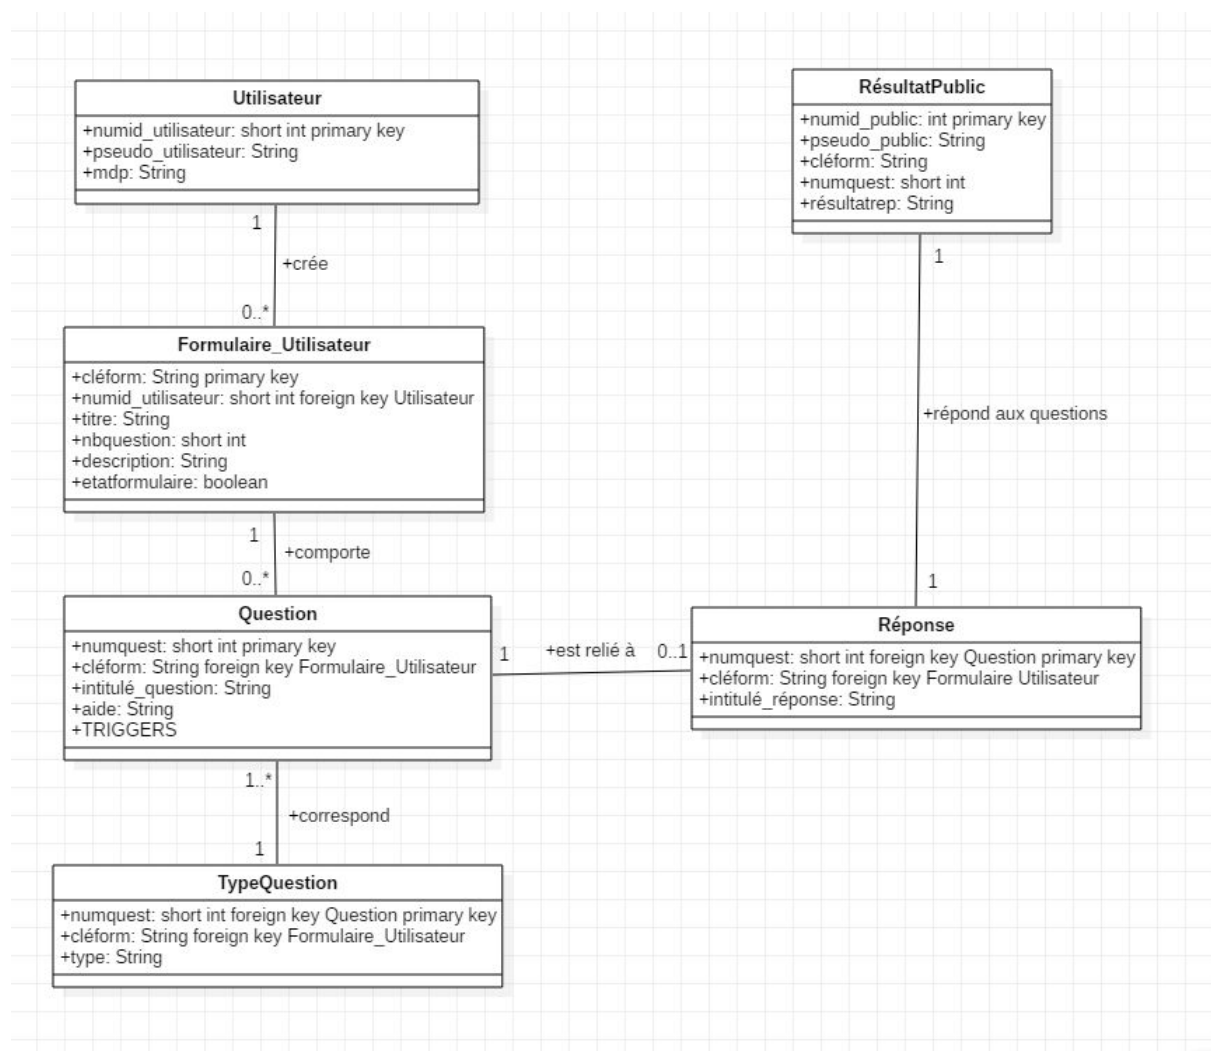 Utilisateur
+numid_utilisateur: short int primary key
+pseudo_utilisateur: String
+mdp: String
1
+crée
0..*
Formulaire_Utilisateur
+cléform: String primary key
+numid_utilisateur: short int foreign key Utilisateur
+titre: String
+nbquestion: short int
+description: String
+etatformulaire: boolean
1
+comporte
0..*
Question
+numquest: short int primary key
+cléform: String foreign key Formulaire_Utilisateur
+intitulé_question: String
+aide: String
+TRIGGERS
1..*
+correspond
1
TypeQuestion
+numquest: short int foreign key Question primary key
+cléform: String foreign key Formulaire_Utilisateur
+type: String
1
+est relié à
0..1
RésultatPublic
+numid_public: int primary key
+pseudo_public: String
+cléform: String
+numquest: short int
+résultatrep: String
1
+répond aux questions
1
Réponse
+numquest: short int foreign key Question primary key
+cléform: String foreign key Formulaire Utilisateur
+intitulé_réponse: String